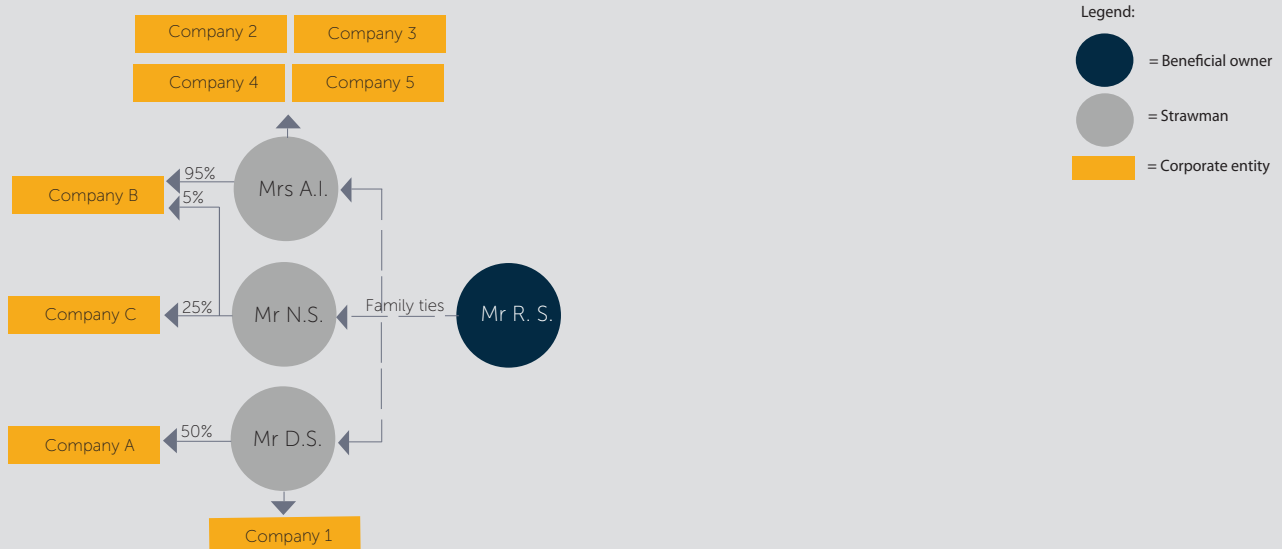 Legend:
= Beneficial owner
= Strawman
= Corporate entity
Company 2
Company 3
Company 4
Company 5
Mrs A.I.
95%
5%
Company B
Mr N.S.
25%
Company C
Family ties
Mr R. S.
Mr D.S.
50%
Company A
Company 1